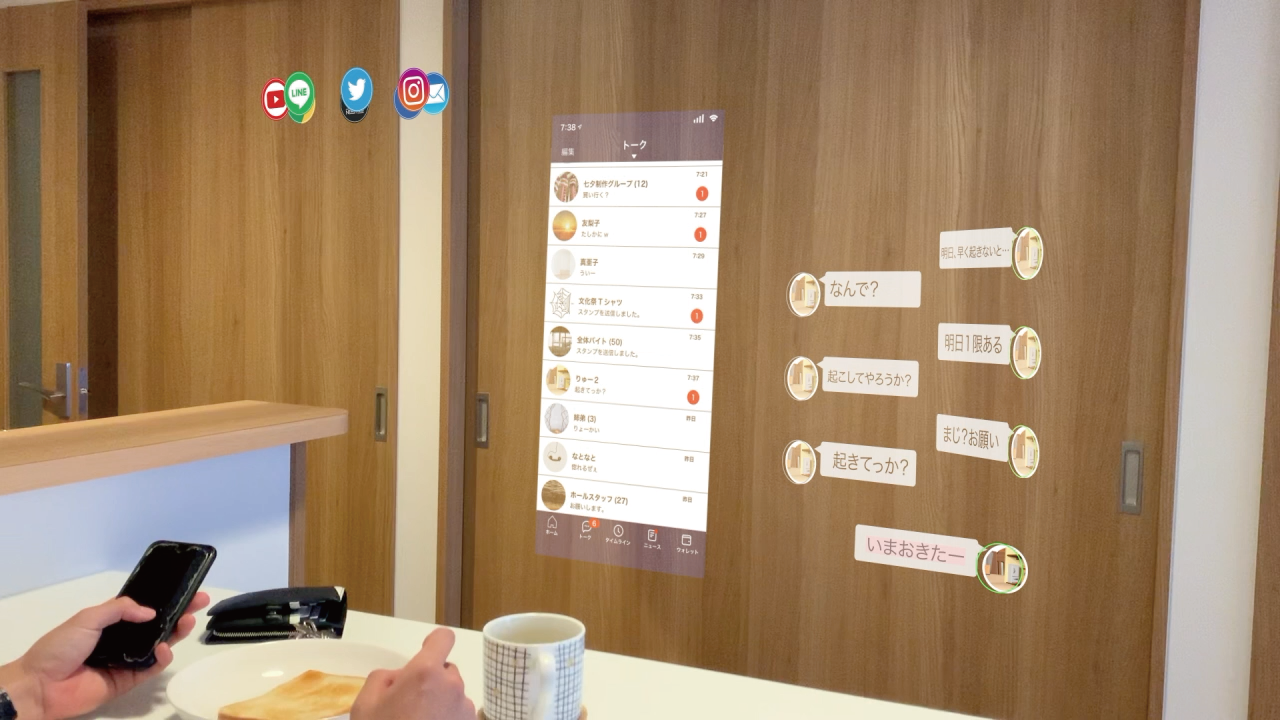 LINE
7:38
編集
トーク
七夕制作グループ (12)
7:21
買い行く?
1
友梨子
7:27
たしかに w
1
真亜子
7:29
うぃー
文化祭Tシャツ
7:33
スタンプを送信しました。
1
全体バイト (50)
7:35
スタンプを送信しました。
りゅー2
7:37
起きてっか?
1
姉弟 (3)
昨日
りょーかい
なとなと
昨日
惚れるぜぇ
ホールスタッフ (27)
昨日
お願いします。
6
ホーム
トーク
タイムライン
ニュース
ウォレット
明日、早く起きないと…
なんで?
明日1限ある
起こしてやろうか?
まじ?お願い
起きてっか?
いまおきたー